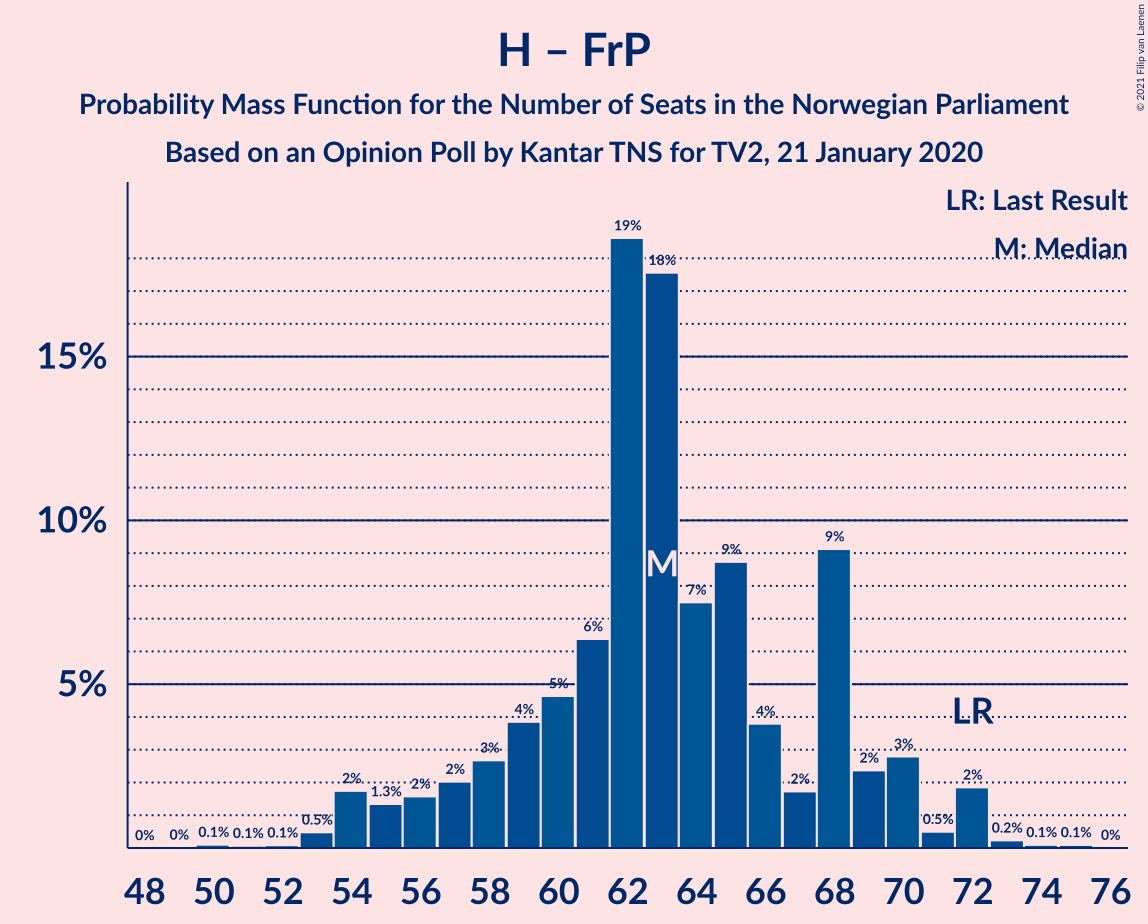 H – FrP
Probability Mass Function for the Number of Seats in the Norwegian Parliament
Based on an Opinion Poll by Kantar TNS for TV2, 21 January 2020
© 2021 Filip van Laenen
LR: Last Result
M: Median
15%
10%
5%
0% 0% 0.1% 0.1% 0.1% 0.5% 2% 1.3% 2% 2% 3% 4% 5% 6% 19% 18% 7% 9% 4% 2% 9% 2% 3% 0.5% 2% 0.2% 0.1% 0.1% 0%
M
LR
48 50 52 54 56 58 60 62 64 66 68 70 72 74 76